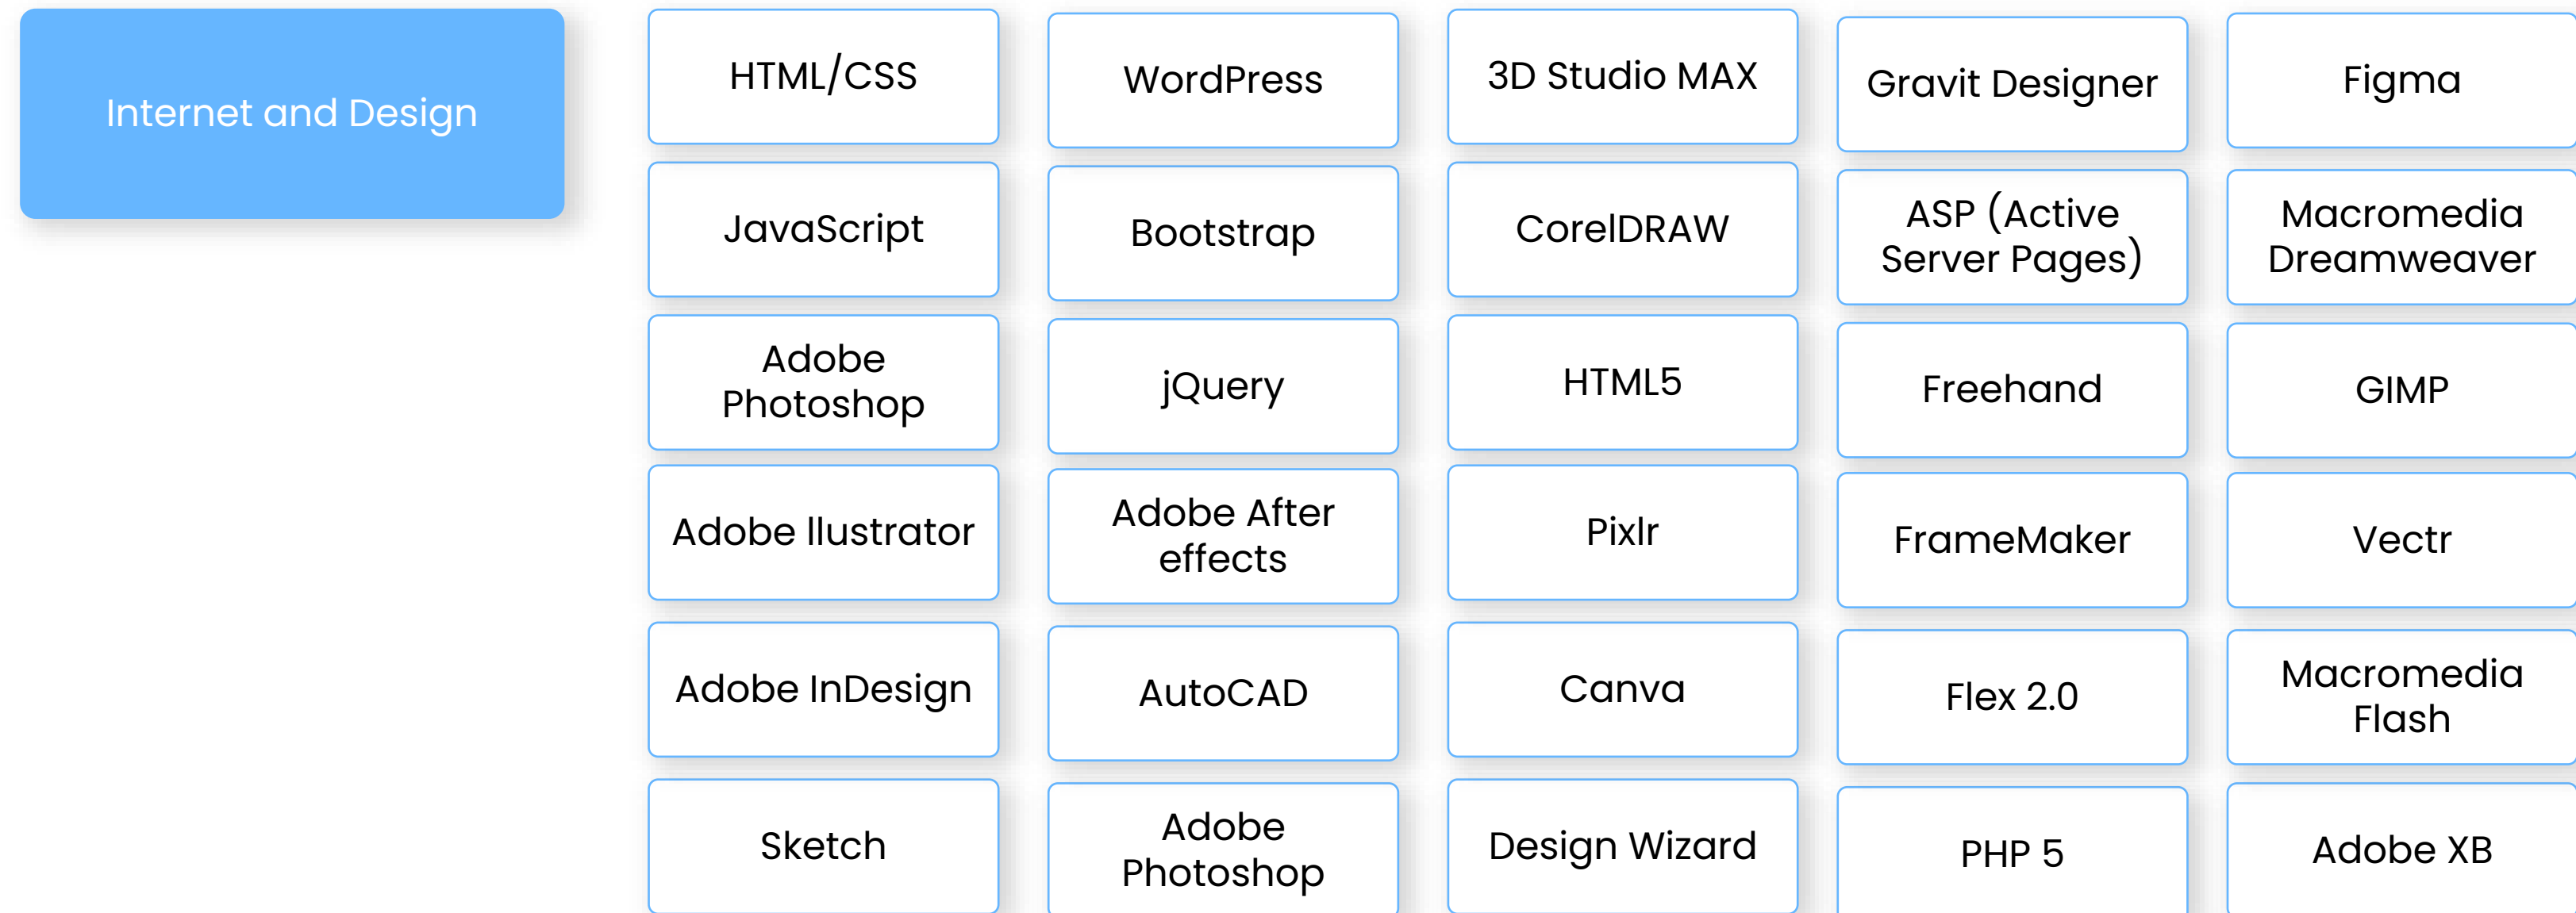 Internet and Design
HTML/CSS
WordPress
3D Studio MAX
Gravit Designer
Figma
JavaScript
Bootstrap
CorelDRAW
ASP (Active
Server Pages)
Macromedia
Dreamweaver
Adobe
Photoshop
jQuery
HTML5
Freehand
GIMP
Adobe llustrator
Adobe After
effects
Pixlr
FrameMaker
Vectr
Adobe InDesign
AutoCAD
Canva
Flex 2.0
Macromedia
Flash
Sketch
Adobe
Photoshop
Design Wizard
PHP 5
Adobe XB